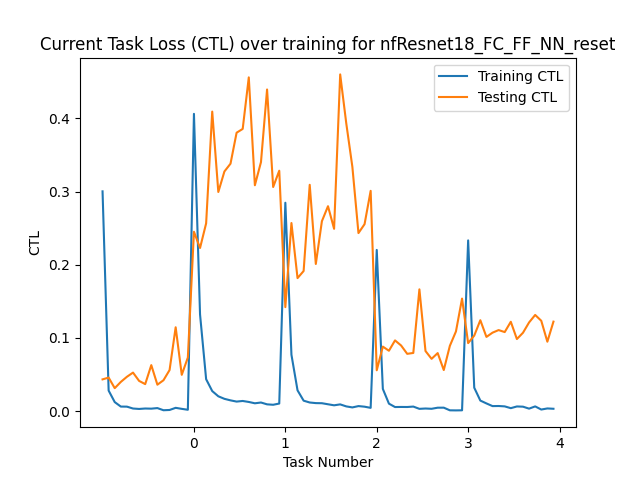 Current Task Loss (CTL) over training for nfResnet18_FC_FF_NN_reset
Training CTL
Testing CTL
0.4
0.3
0.2
0.1
0.0
CTL
0 1 2 3 4
Task Number